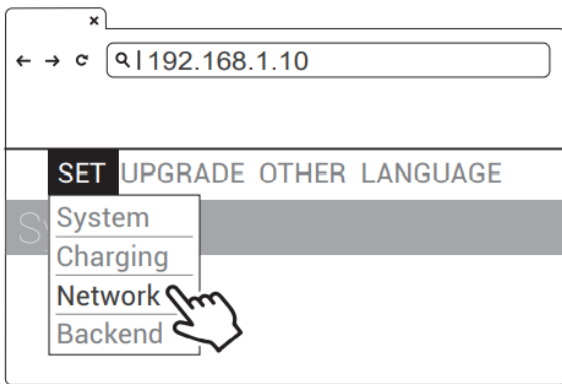 192.168.1.10
SET UPGRADE OTHER LANGUAGE
System
Charging
Network
Backend